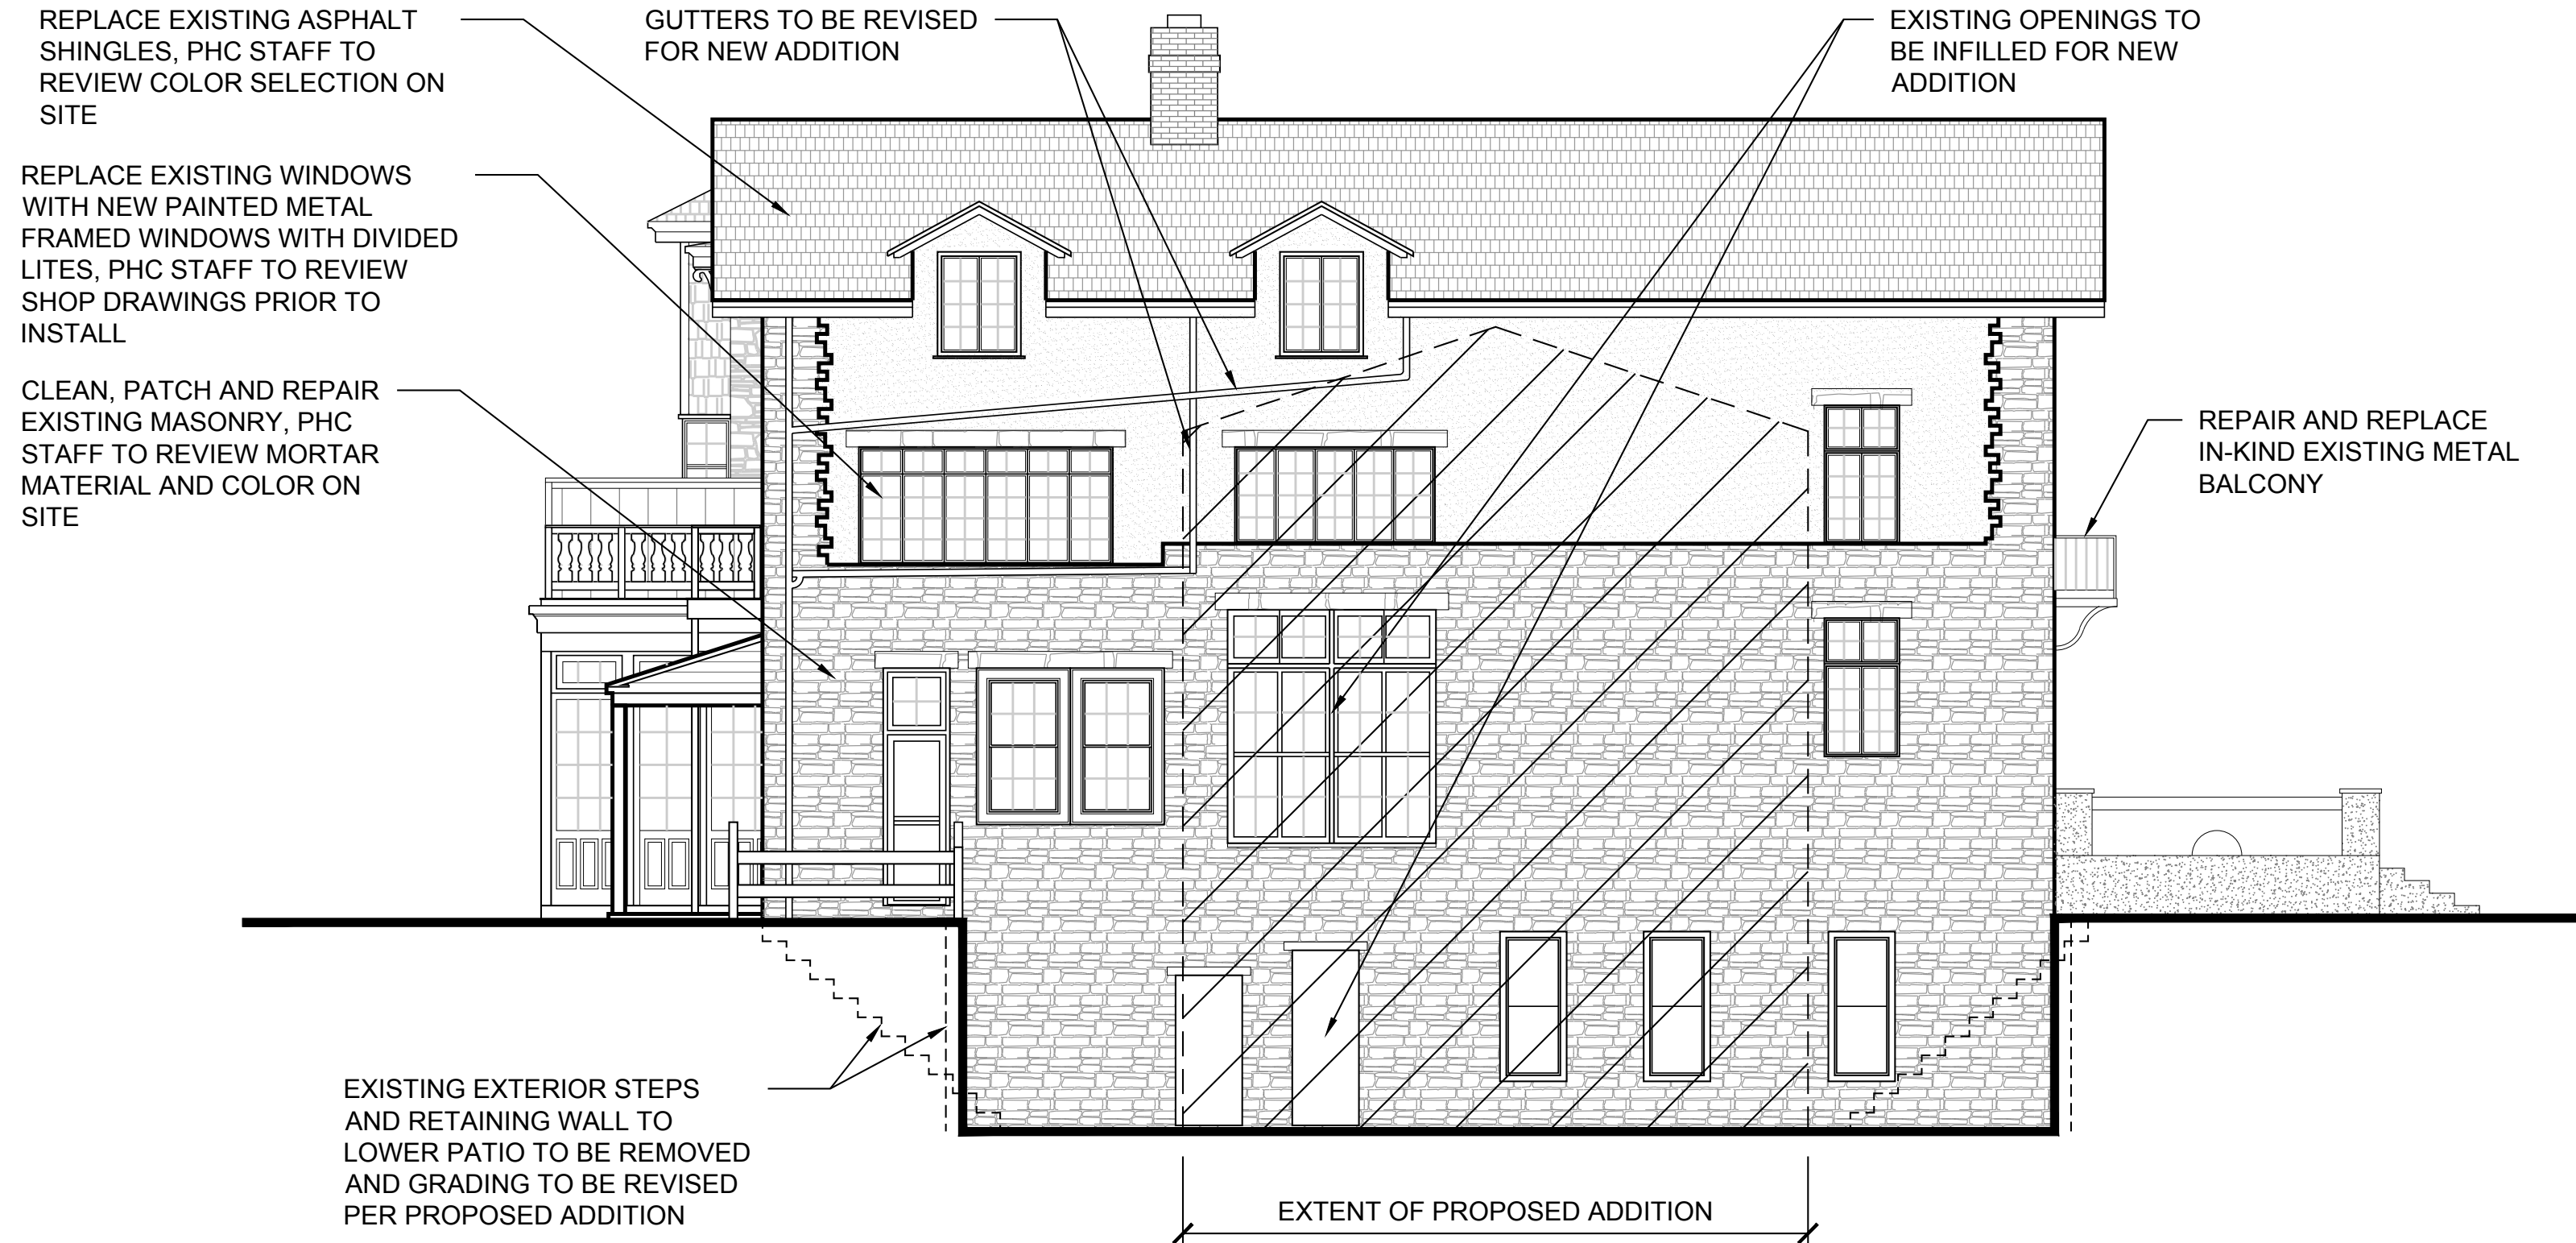 REPLACE EXISTING ASPHALT
SHINGLES, PHC STAFF TO
REVIEW COLOR SELECTION ON
SITE
GUTTERS TO BE REVISED
FOR NEW ADDITION
EXISTING OPENINGS TO
BE INFILLED FOR NEW
ADDITION
REPLACE EXISTING WINDOWS
WITH NEW PAINTED METAL
FRAMED WINDOWS WITH DIVIDED
LITES, PHC STAFF TO REVIEW
SHOP DRAWINGS PRIOR TO
INSTALL
CLEAN, PATCH AND REPAIR
EXISTING MASONRY, PHC
STAFF TO REVIEW MORTAR
MATERIAL AND COLOR ON
SITE
REPAIR AND REPLACE
IN-KIND EXISTING METAL
BALCONY
EXISTING EXTERIOR STEPS
AND RETAINING WALL TO
LOWER PATIO TO BE REMOVED
AND GRADING TO BE REVISED
PER PROPOSED ADDITION
EXTENT OF PROPOSED ADDITION